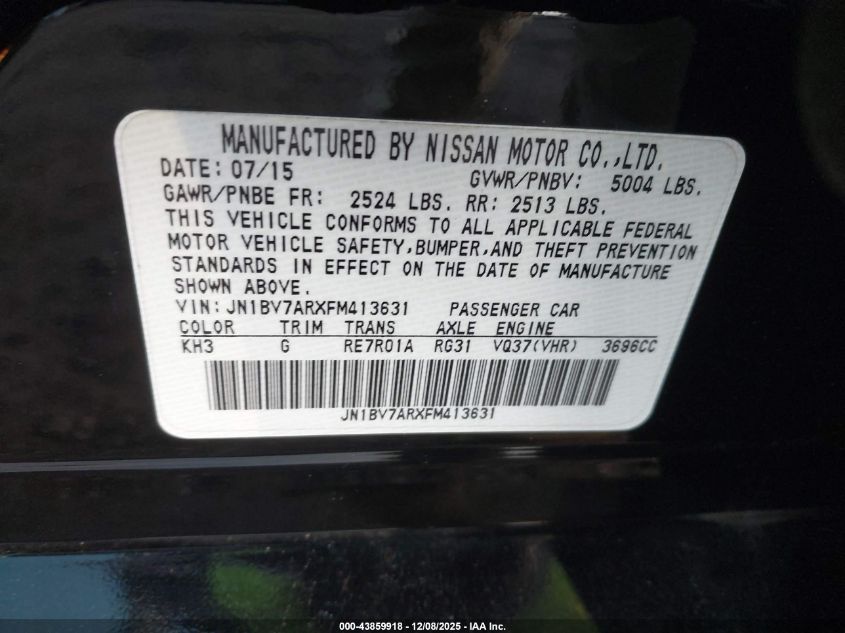 MANUFACTURED BY NISSAN MOTOR CO.,LTD.
DATE: 07/15 GVWR/PNBV: 5004 LBS.
GAWR/PNBE FR: 2524 LBS. RR: 2513 LBS.
THIS VEHICLE CONFORMS TO ALL APPLICABLE FEDERAL
MOTOR VEHICLE SAFETY,BUMPER,AND THEFT PREVENTION
STANDARDS IN EFFECT ON THE DATE OF MANUFACTURE
SHOWN ABOVE.
VIN: JN1BV7ARXFM413631 PASSENGER CAR
COLOR TRIM TRANS AXLE ENGINE
KH3 G RE7R01A RG31 VQ37(VHR) 3696CC
JN1BV7ARXFM413631
000-43859918 - 12/08/2025 - IAA Inc.